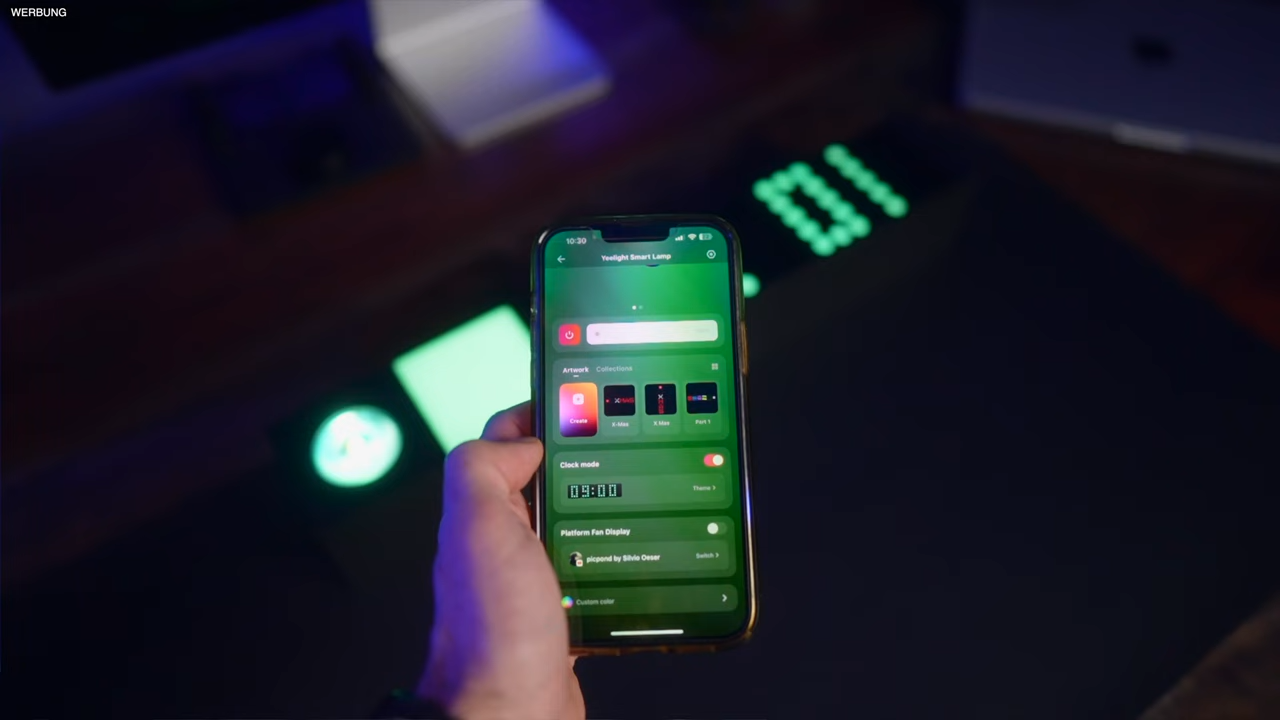 WERBUNG
01
10:30
Yeelight Smart Lamp
Artwork Collections
Create
X-Mas
X Mas
Part 1
Clock mode
09:00
Theme >
Platform Fan Display
picpond by Silvio Oeser
Switch >
Custom color